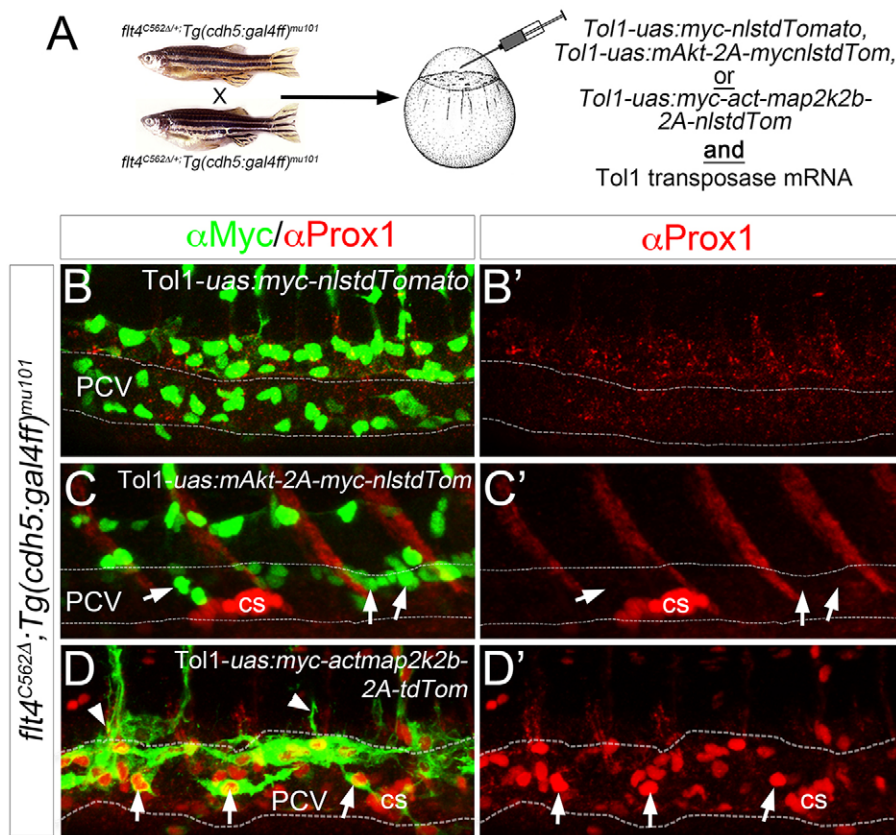 A
flt4C562Δ/+;Tg(cdh5:gal4ff)mu101
X
flt4C562Δ/+;Tg(cdh5:gal4ff)mu101
Tol1-uas:myc-nlstdTomato,
Tol1-uas:mAkt-2A-mycnlstdTom,
or
Tol1-uas:myc-act-map2k2b-
2A-nlstdTom
and
Tol1 transposase mRNA
αMyc/αProx1
αProx1
flt4C562Δ;Tg(cdh5:gal4ff)mu101
B
Tol1-uas:myc-nlstdTomato
PCV
B'
C
Tol1-uas:mAkt-2A-myc-nlstdTom
PCV
cs
C'
cs
D
Tol1-uas:myc-actmap2k2b-
2A-tdTom
PCV
cs
D'
cs